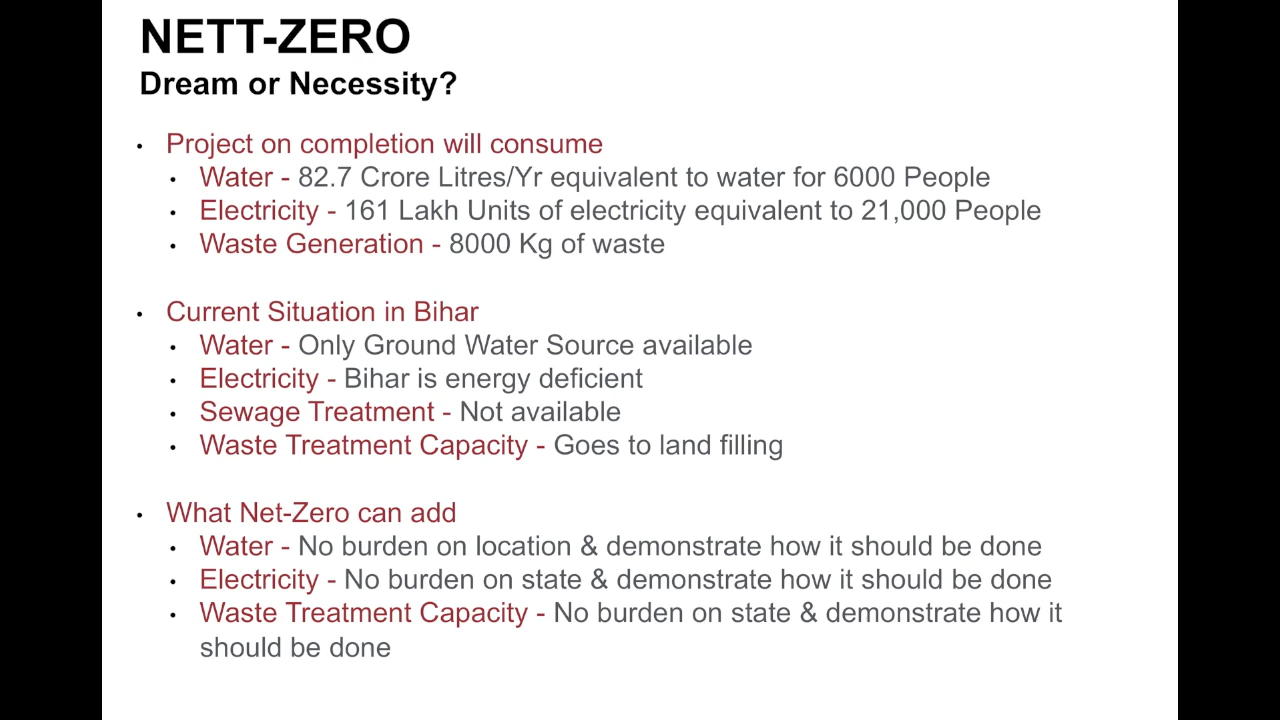 NETT-ZERO
Dream or Necessity?
• Project on completion will consume
• Water - 82.7 Crore Litres/Yr equivalent to water for 6000 People
• Electricity - 161 Lakh Units of electricity equivalent to 21,000 People
• Waste Generation - 8000 Kg of waste
• Current Situation in Bihar
• Water - Only Ground Water Source available
• Electricity - Bihar is energy deficient
• Sewage Treatment - Not available
• Waste Treatment Capacity - Goes to land filling
• What Net-Zero can add
• Water - No burden on location & demonstrate how it should be done
• Electricity - No burden on state & demonstrate how it should be done
• Waste Treatment Capacity - No burden on state & demonstrate how it
should be done